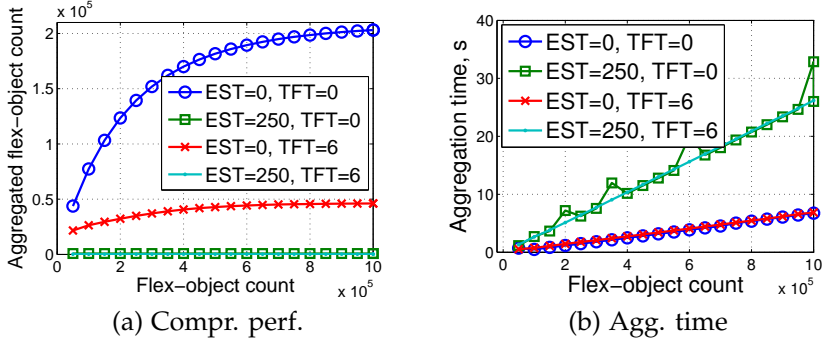 x 10^5
2
1.5
1
0.5
0
Aggregated flex−object count
EST=0, TFT=0
EST=250, TFT=0
EST=0, TFT=6
EST=250, TFT=6
0 2 4 6 8 10
Flex−object count
x 10^5
(a) Compr. perf.
40
30
20
10
0
Aggregation time, s
EST=0, TFT=0
EST=250, TFT=0
EST=0, TFT=6
EST=250, TFT=6
0 2 4 6 8 10
Flex−object count
x 10^5
(b) Agg. time